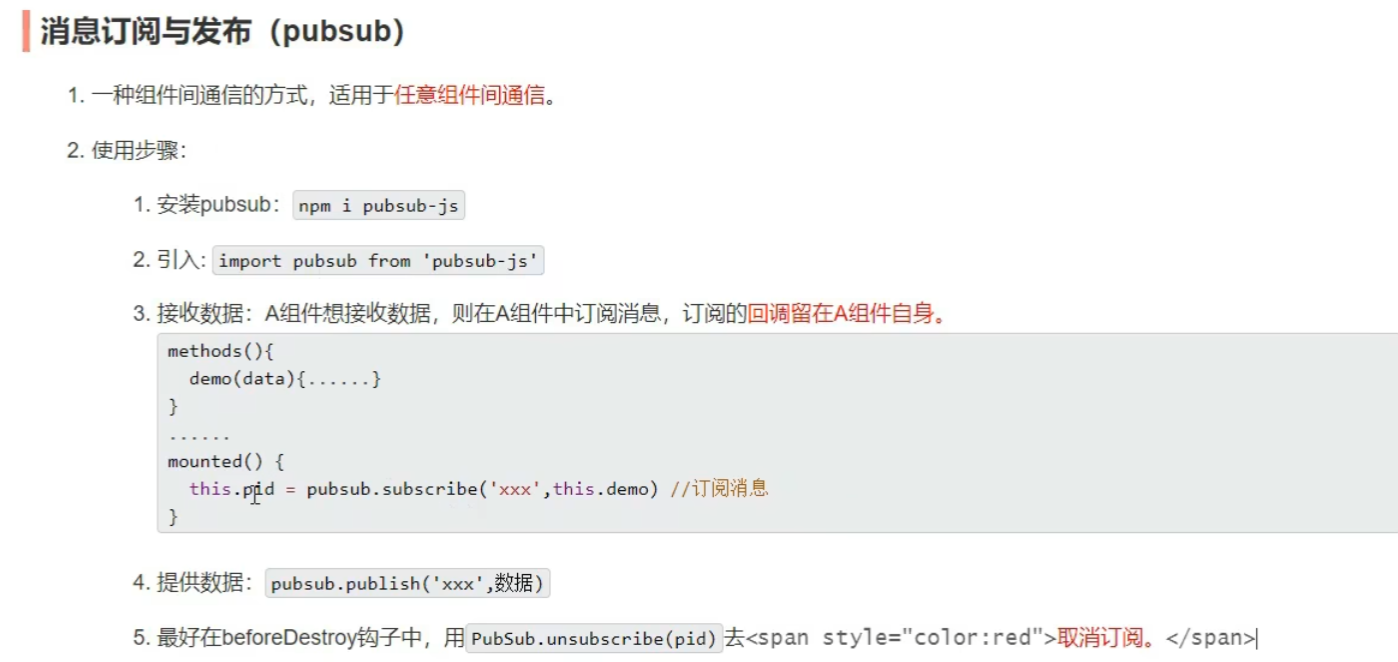 消息订阅与发布（pubsub）
1. 一种组件间通信的方式，适用于任意组件间通信。
2. 使用步骤：
1. 安装pubsub：npm i pubsub-js
2. 引入: import pubsub from 'pubsub-js'
3. 接收数据：A组件想接收数据，则在A组件中订阅消息，订阅的回调留在A组件自身。
methods(){
  demo(data){......}
}
......
mounted() {
  this.pid = pubsub.subscribe('xxx',this.demo) //订阅消息
}
4. 提供数据：pubsub.publish('xxx',数据)
5. 最好在beforeDestroy钩子中，用PubSub.unsubscribe(pid)去<span style="color:red">取消订阅。</span>